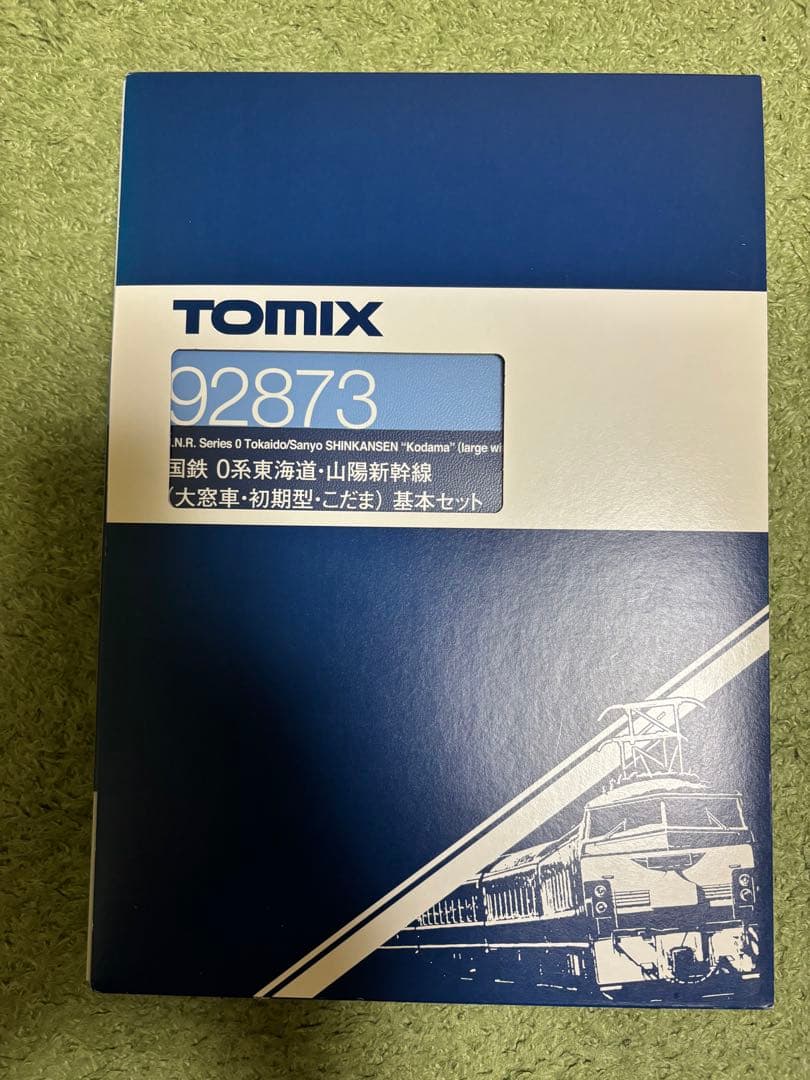 TOMIX
92873
.N.R. Series 0 Tokaido/Sanyo SHINKANSEN "Kodama" (large wi
国鉄 0系東海道・山陽新幹線
(大窓車・初期型・こだま) 基本セット